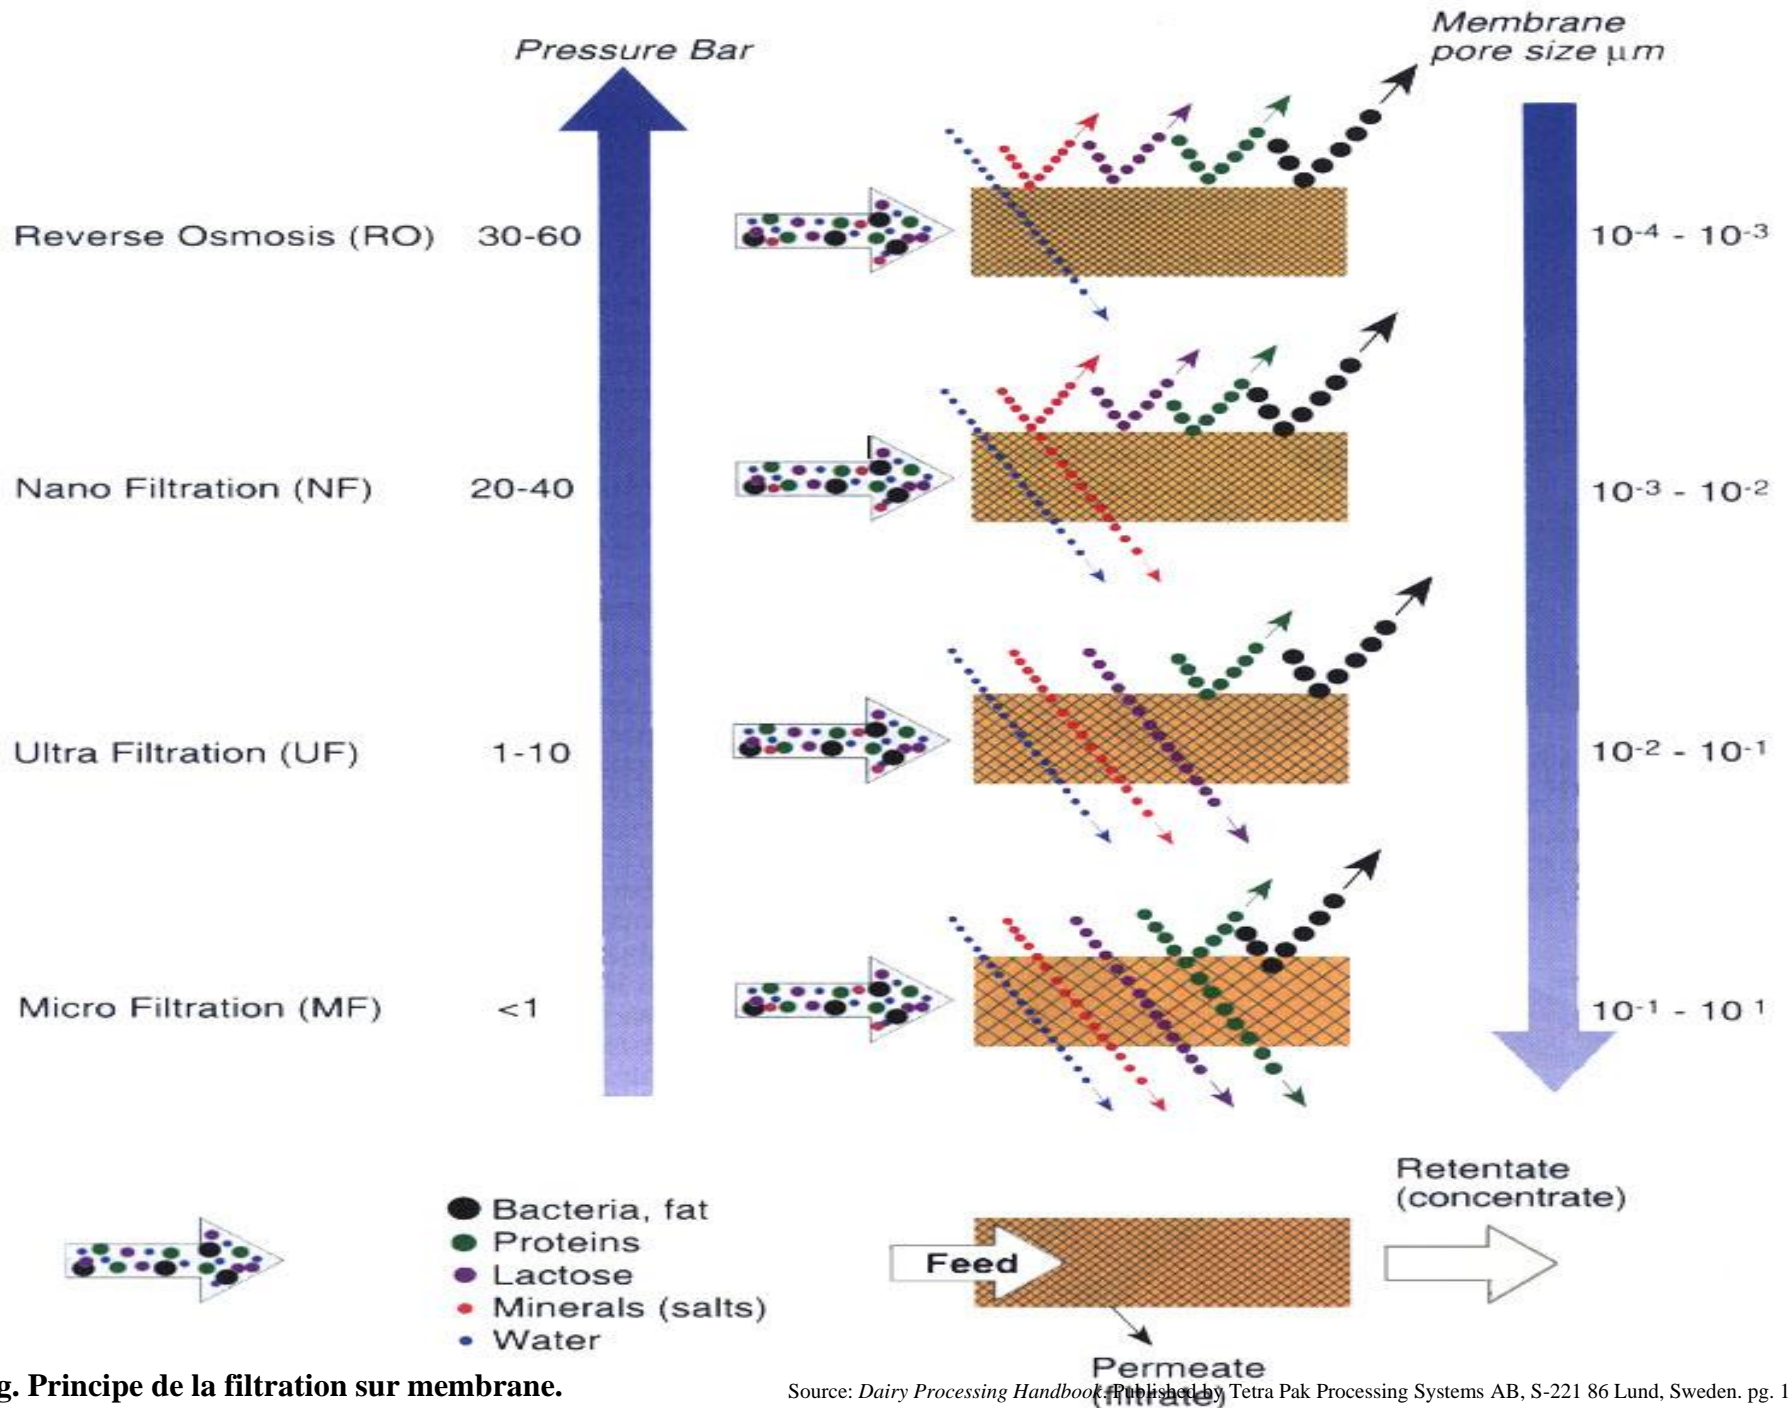 Pressure Bar
Membrane
pore size μm
Reverse Osmosis (RO) 30-60 10-4 - 10-3
Nano Filtration (NF) 20-40 10-3 - 10-2
Ultra Filtration (UF) 1-10 10-2 - 10-1
Micro Filtration (MF) <1 10-1 - 10 1
Bacteria, fat
Proteins
Lactose
Minerals (salts)
Water
Feed
Retentate
(concentrate)
Permeate
(filtrate)
g. Principe de la filtration sur membrane.
Source: Dairy Processing Handbook. Published by Tetra Pak Processing Systems AB, S-221 86 Lund, Sweden. pg. 1